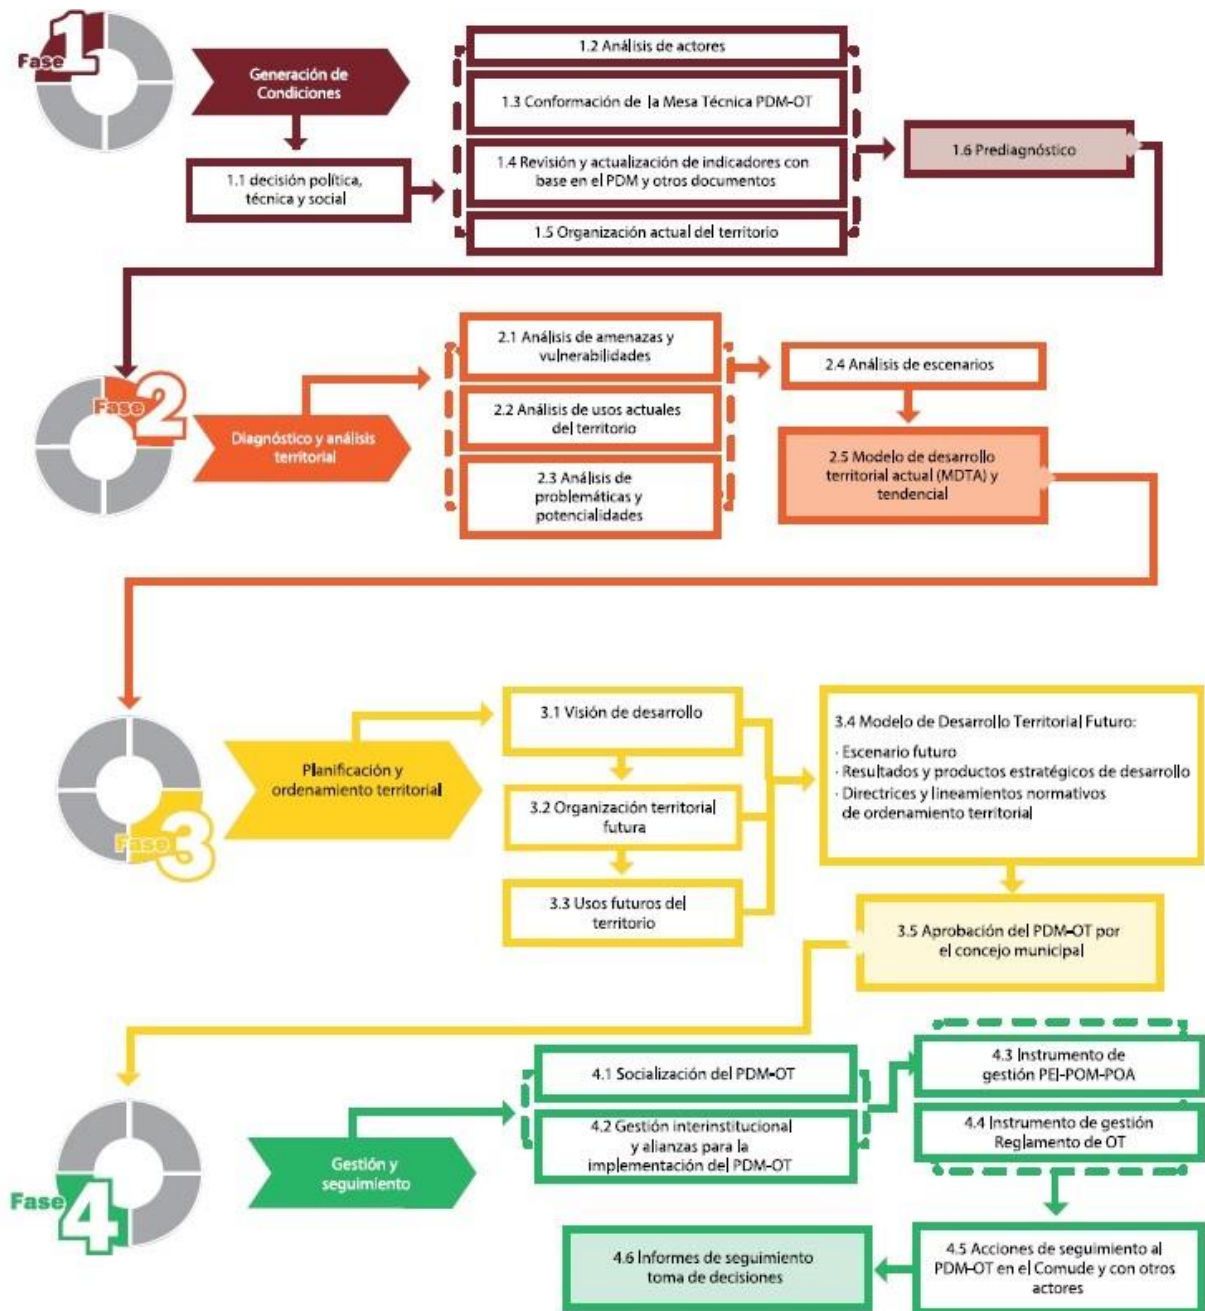 Fase 1
Generación de
Condiciones
1.1 decisión política,
técnica y social
1.2 Análisis de actores
1.3 Conformación de la Mesa Técnica PDM-OT
1.4 Revisión y actualización de indicadores con
base en el PDM y otros documentos
1.5 Organización actual del territorio
1.6 Prediagnóstico
Fase 2
Diagnóstico y análisis
territorial
2.1 Análisis de amenazas y
vulnerabilidades
2.2 Análisis de usos actuales
del territorio
2.3 Análisis de
problemáticas y
potencialidades
2.4 Análisis de escenarios
2.5 Modelo de desarrollo
territorial actual (MDTA) y
tendencial
Fase 3
Planificación y
ordenamiento territorial
3.1 Visión de desarrollo
3.2 Organización territorial
futura
3.3 Usos futuros del
territorio
3.4 Modelo de Desarrollo Territorial Futuro:
· Escenario futuro
· Resultados y productos estratégicos de desarrollo
· Directrices y lineamientos normativos
de ordenamiento territorial
3.5 Aprobación del PDM-OT por
el concejo municipal
Fase 4
Gestión y
seguimiento
4.1 Socialización del PDM-OT
4.2 Gestión interinstitucional
y alianzas para la
implementación del PDM-OT
4.3 Instrumento de
gestión PEI-POM-POA
4.4 Instrumento de gestión
Reglamento de OT
4.5 Acciones de seguimiento al
PDM-OT en el Comude y con otros
actores
4.6 Informes de seguimiento
toma de decisiones